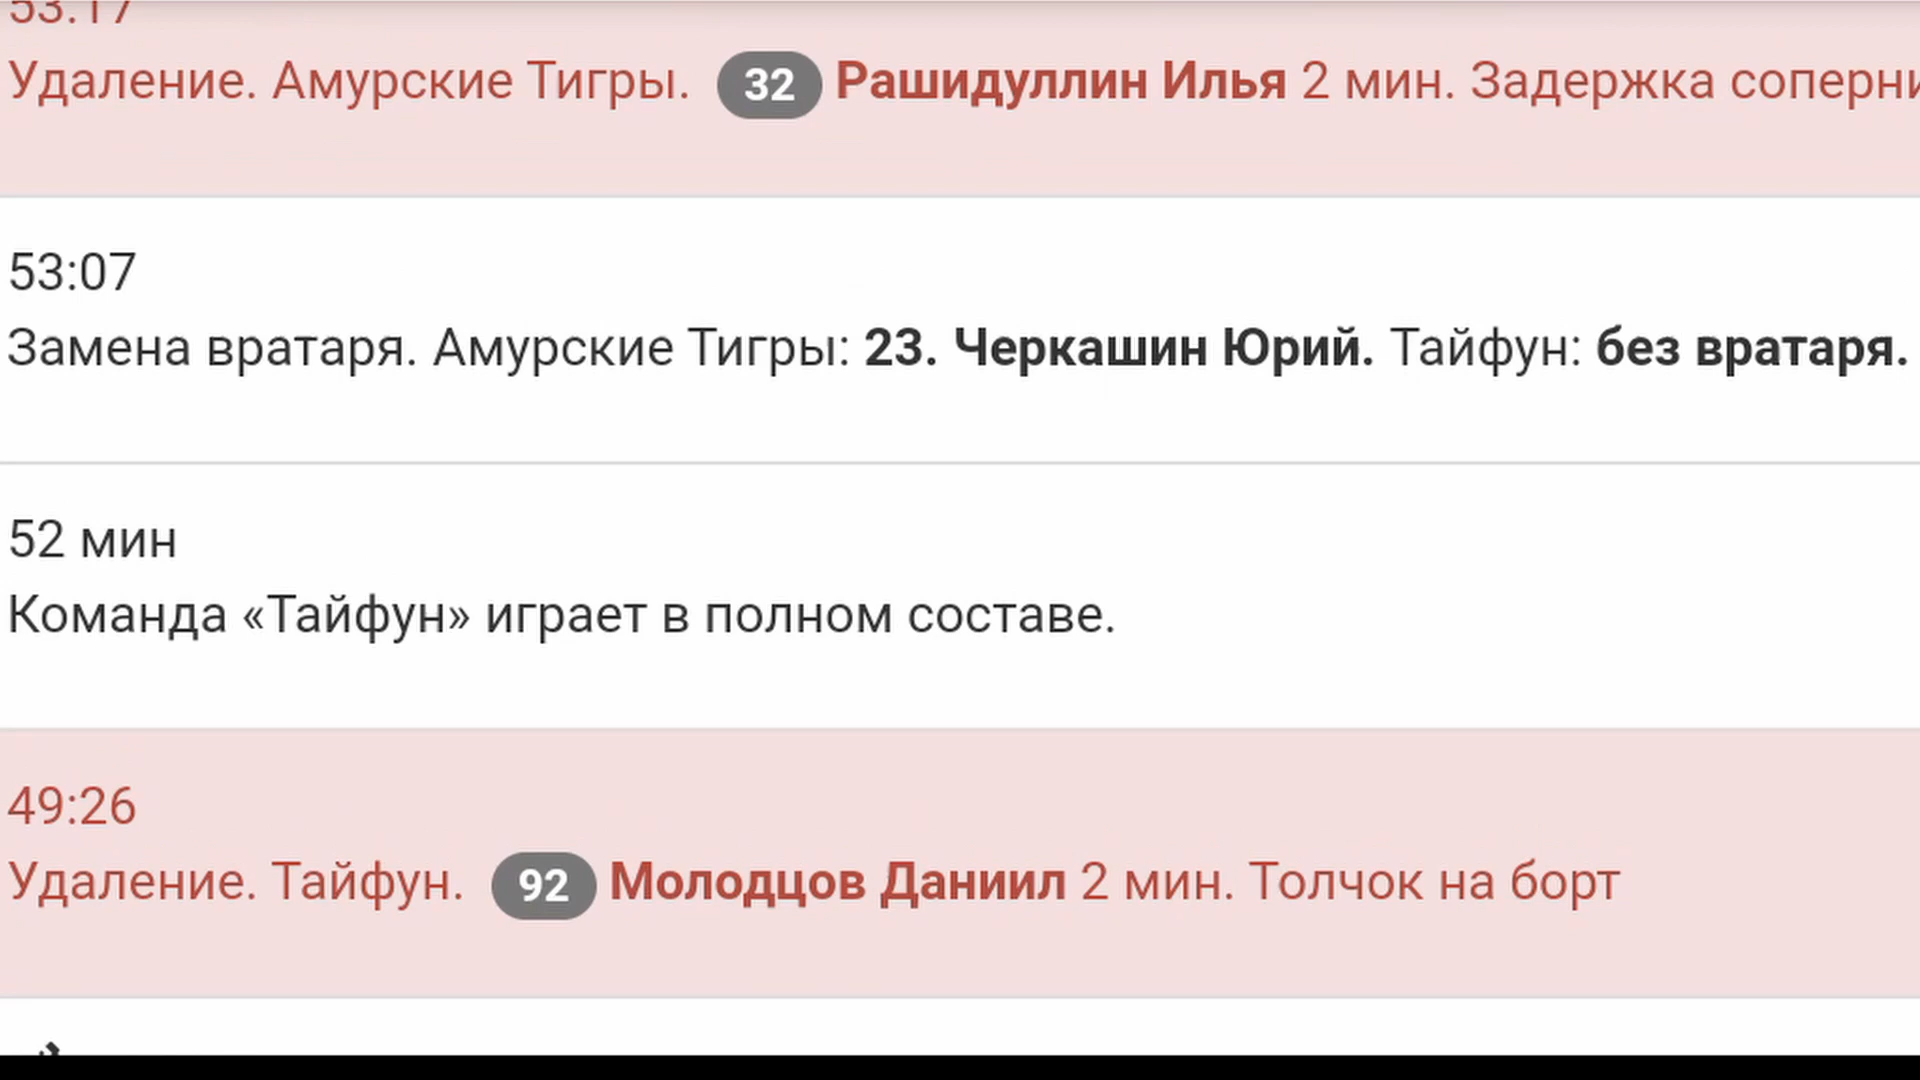 53:17
Удаление. Амурские Тигры. 32 Рашидуллин Илья 2 мин. Задержка
53:07
Замена вратаря. Амурские Тигры: 23. Черкашин Юрий. Тайфун: без вратаря.
52 мин
Команда «Тайфун» играет в полном составе.
49:26
Удаление. Тайфун. 92 Молодцов Даниил 2 мин. Толчок на борт